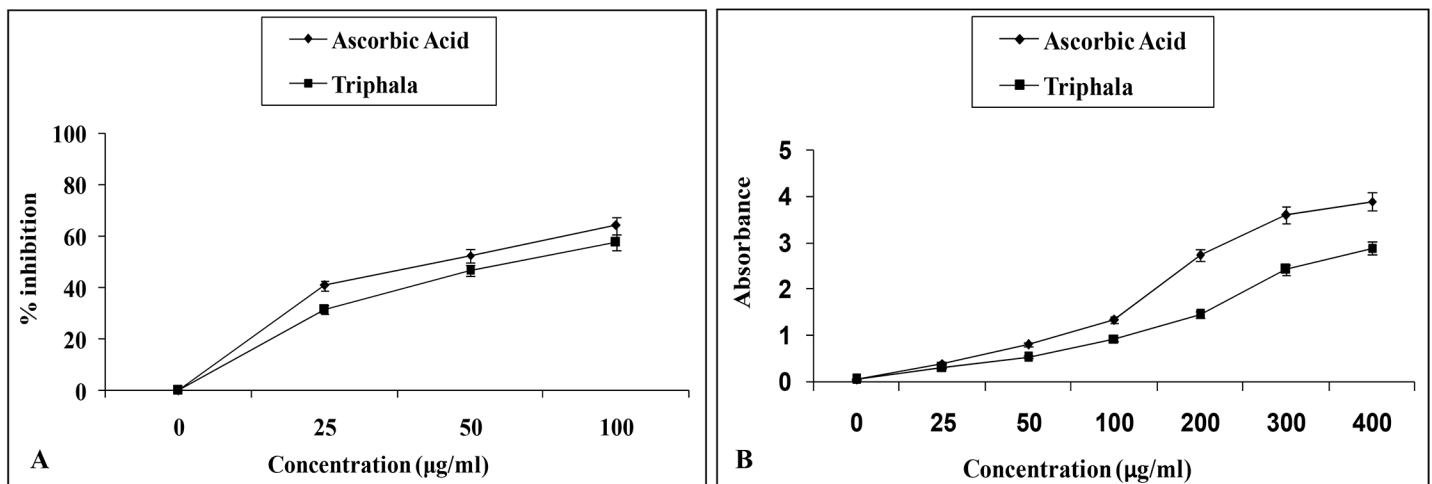 Ascorbic Acid
Triphala
100
80
60
40
20
0
% inhibition
0 25 50 100
Concentration (µg/ml)
A
Ascorbic Acid
Triphala
5
4
3
2
1
0
Absorbance
0 25 50 100 200 300 400
Concentration (µg/ml)
B